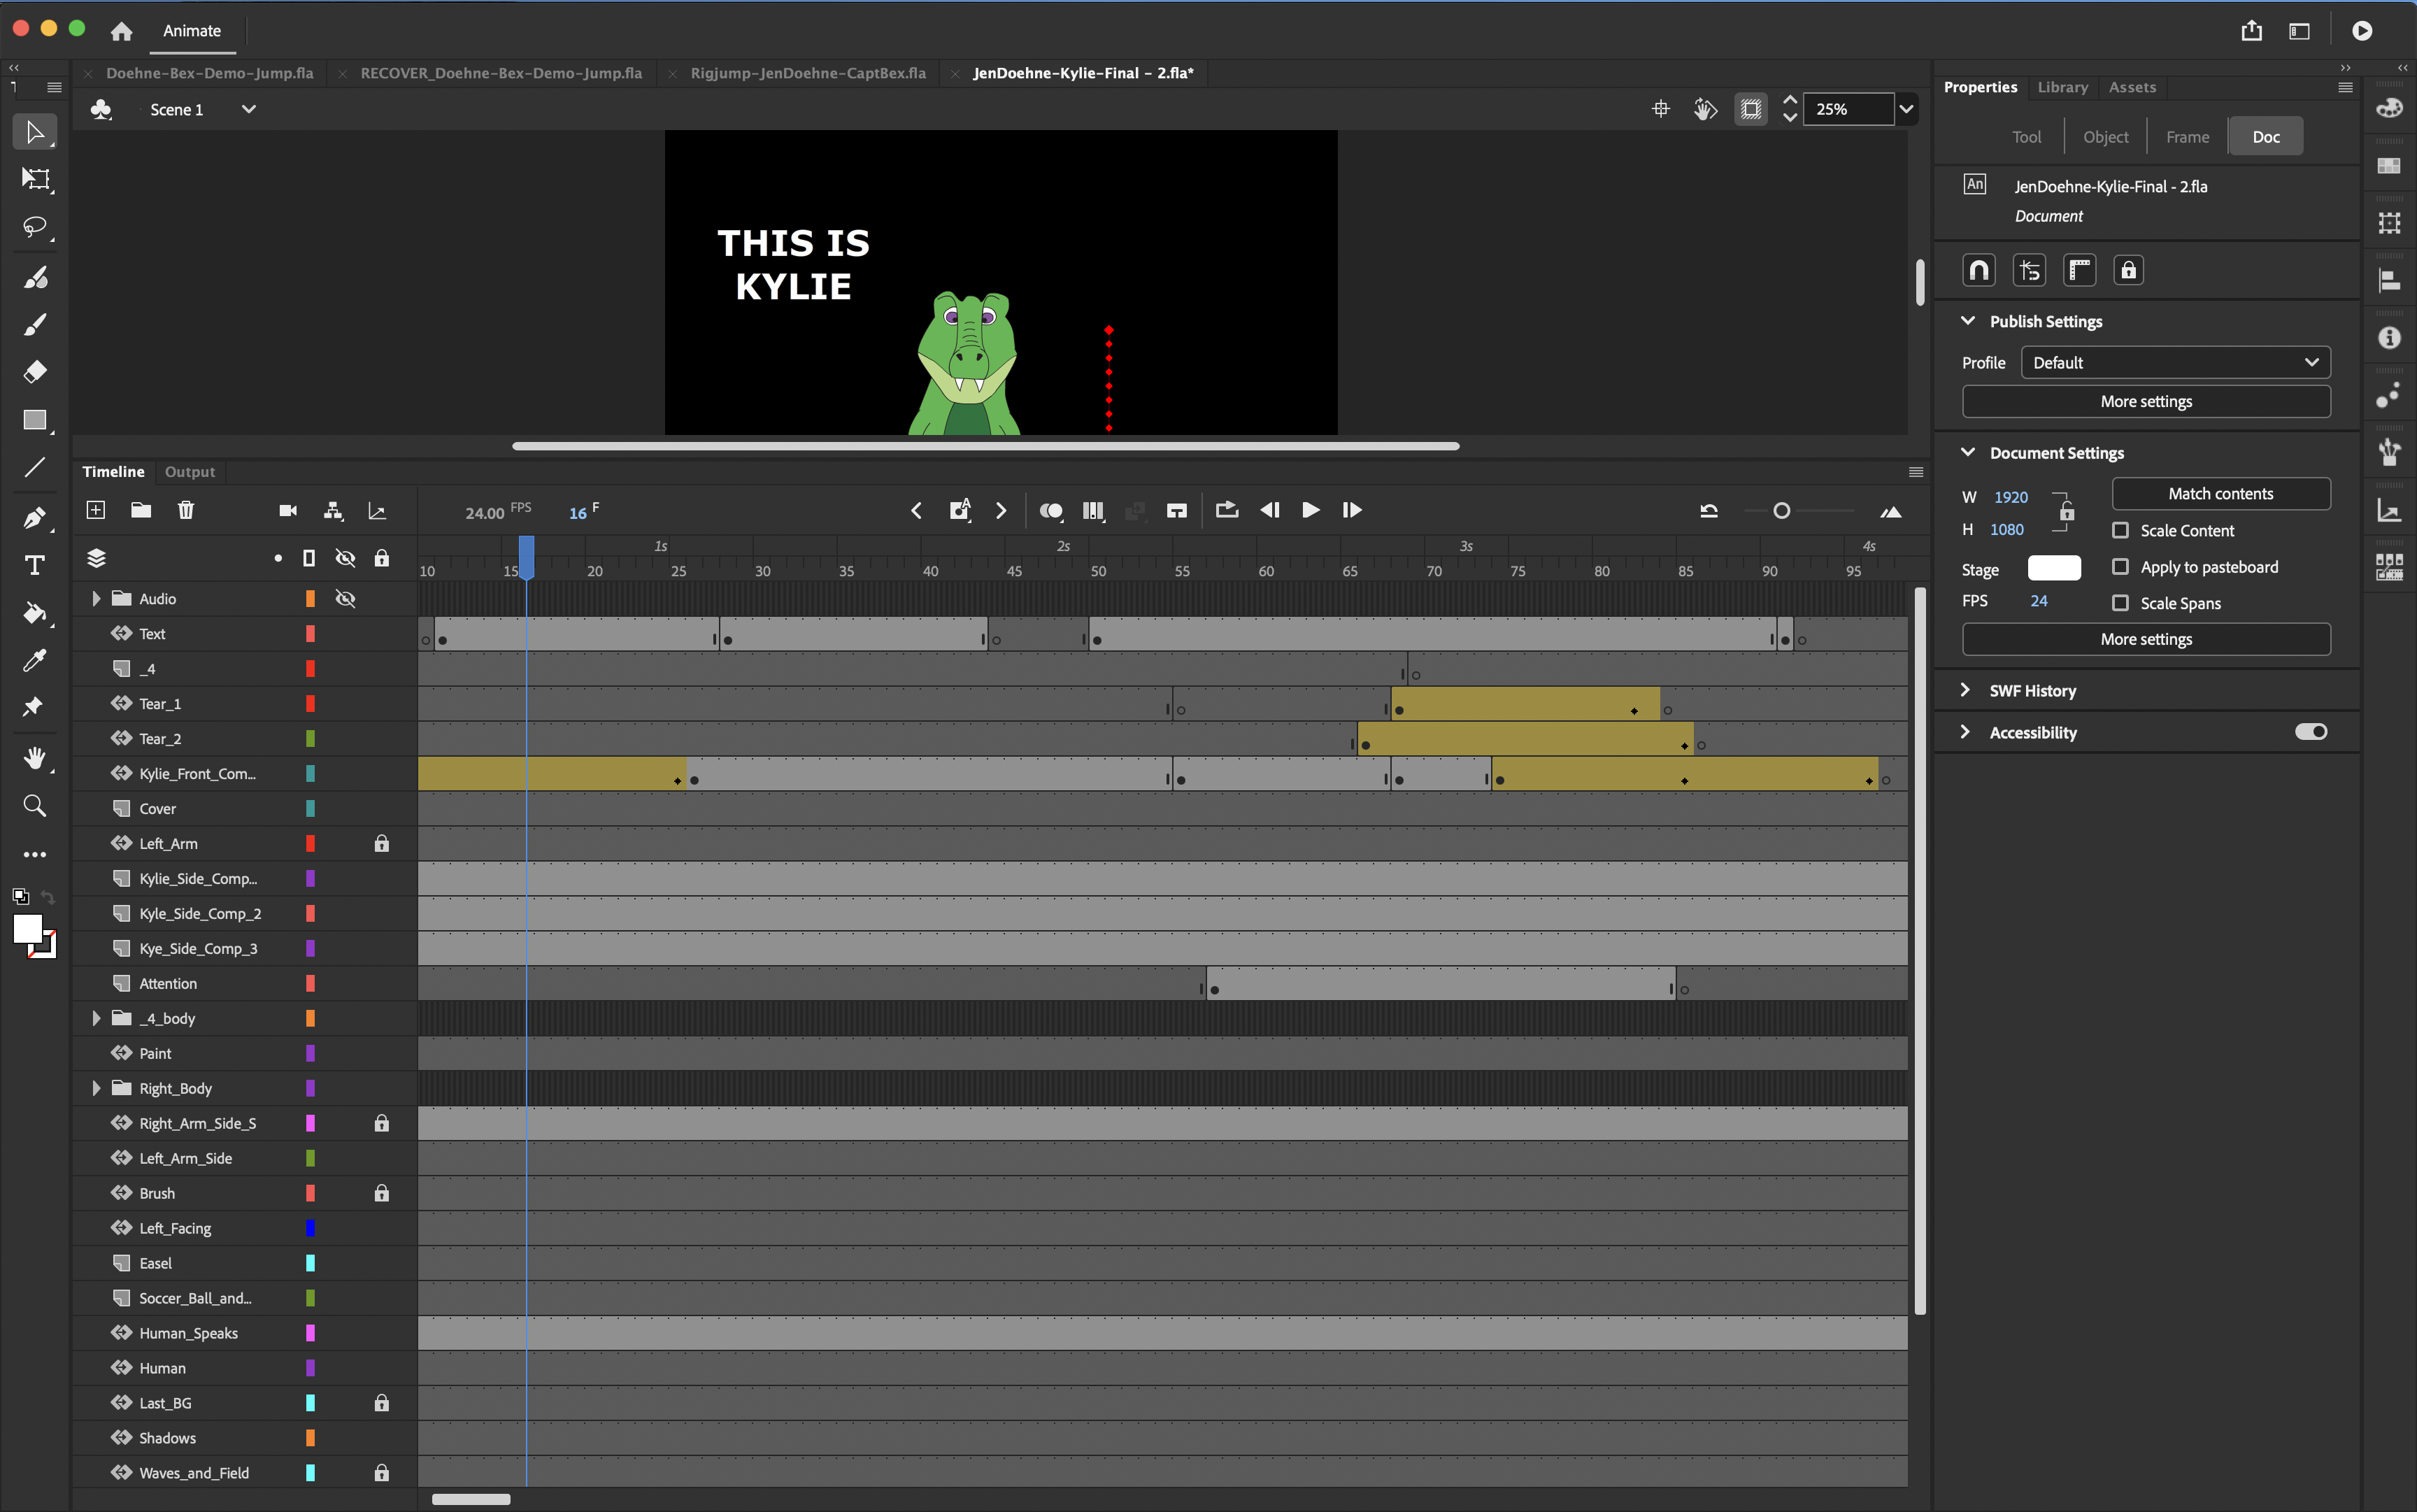 Animate
Doehne-Bex-Demo-Jump.fla
RECOVER_Doehne-Bex-Demo-Jump.fla
Rigjump-JenDoehne-CaptBex.fla
JenDoehne-Kylie-Final - 2.fla*
Scene 1
25%
THIS IS
KYLIE
Timeline
Output
24.00 FPS
16 F
1s 2s 3s 4s
10 15 20 25 30 35 40 45 50 55 60 65 70 75 80 85 90 95
Audio
Text
_4
Tear_1
Tear_2
Kylie_Front_Com...
Cover
Left_Arm
Kylie_Side_Comp...
Kyle_Side_Comp_2
Kye_Side_Comp_3
Attention
_4_body
Paint
Right_Body
Right_Arm_Side_S
Left_Arm_Side
Brush
Left_Facing
Easel
Soccer_Ball_and...
Human_Speaks
Human
Last_BG
Shadows
Waves_and_Field
Properties
Library
Assets
Tool
Object
Frame
Doc
An
JenDoehne-Kylie-Final - 2.fla
Document
Publish Settings
Profile
Default
More settings
Document Settings
W 1920
Match contents
H 1080
Scale Content
Stage
Apply to pasteboard
FPS 24
Scale Spans
More settings
SWF History
Accessibility